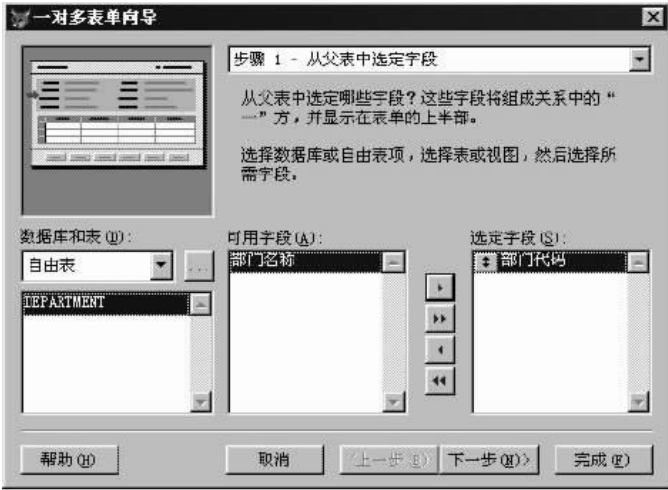 一对多表单向导
步骤 1 - 从父表中选定字段
从父表中选定哪些字段？这些字段将组成关系中的“
一”方，并显示在表单的上半部。
选择数据库或自由表项，选择表或视图，然后选择所
需字段。
数据库和表(D):
可用字段(A):
选定字段(S):
自由表
...
部门名称
部门代码
DEPARTMENT
帮助(H)
取消
<上一步(B)
下一步(N)>
完成(F)